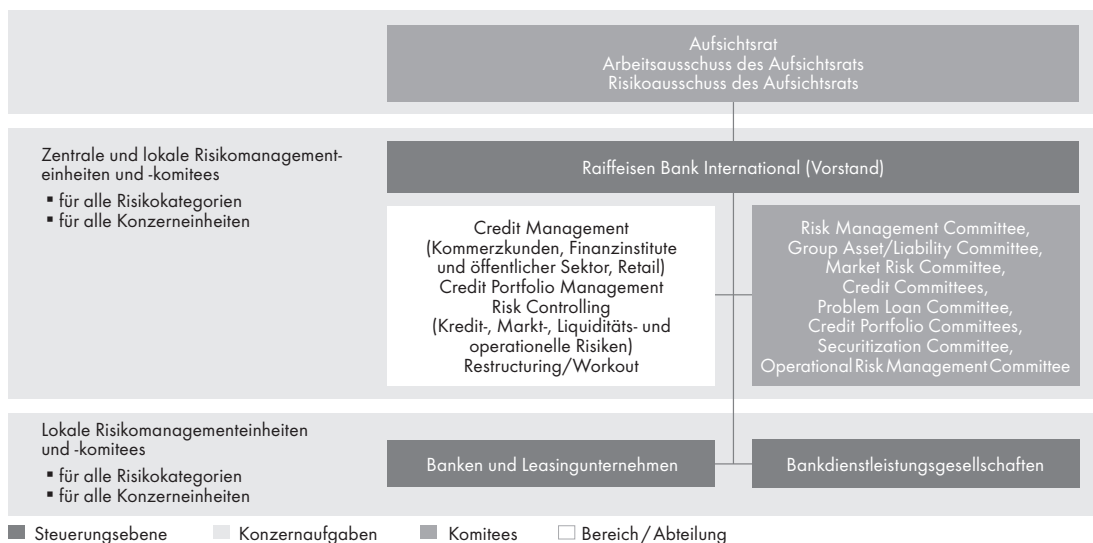 Aufsichtsrat
Arbeitsausschuss des Aufsichtsrats
Risikoausschuss des Aufsichtsrats
Zentrale und lokale Risikomanagement-
einheiten und -komitees
▪ für alle Risikokategorien
▪ für alle Konzerneinheiten
Raiffeisen Bank International (Vorstand)
Credit Management
(Kommerzkunden, Finanzinstitute
und öffentlicher Sektor, Retail)
Credit Portfolio Management
Risk Controlling
(Kredit-, Markt-, Liquiditäts- und
operationelle Risiken)
Restructuring/Workout
Risk Management Committee,
Group Asset/Liability Committee,
Market Risk Committee,
Credit Committees,
Problem Loan Committee,
Credit Portfolio Committees,
Securitization Committee,
Operational Risk Management Committee
Lokale Risikomanagementeinheiten
und -komitees
▪ für alle Risikokategorien
▪ für alle Konzerneinheiten
Banken und Leasingunternehmen
Bankdienstleistungsgesellschaften
Steuerungsebene
Konzernaufgaben
Komitees
Bereich / Abteilung